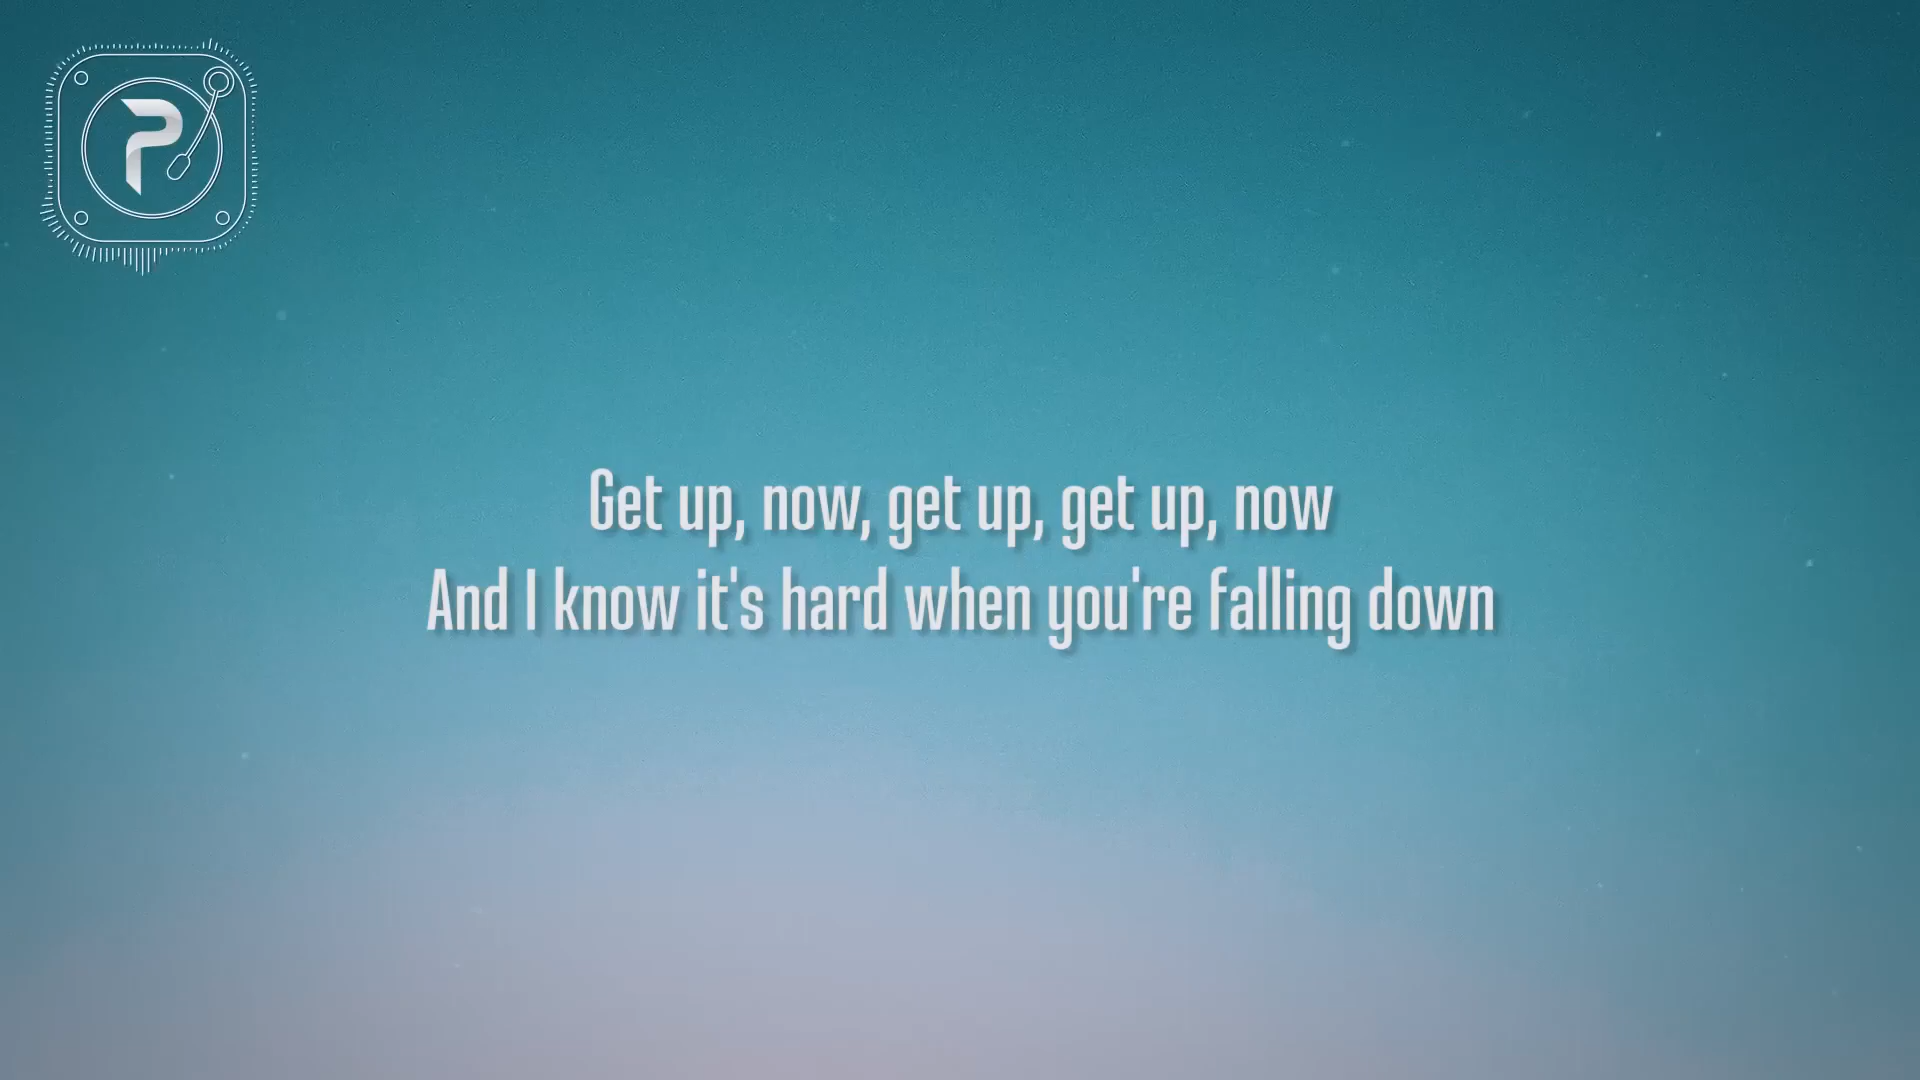 P
Get up, now, get up, get up, now
And I know it's hard when you're falling down